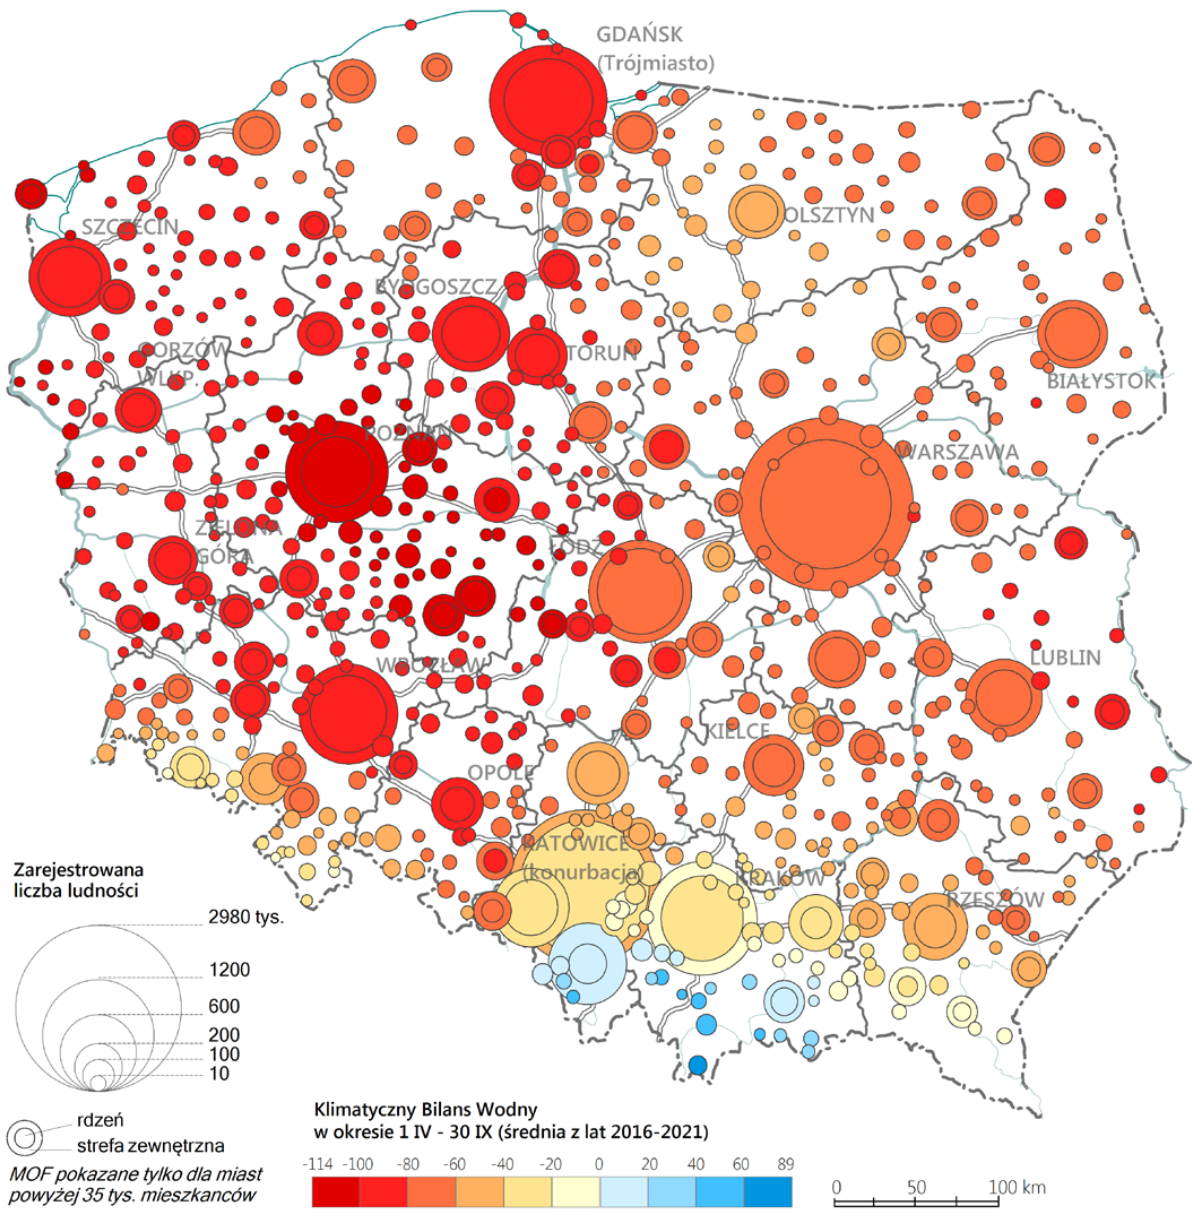 GDAŃSK
(Trójmiasto)
OLSZTYN
SZCZECIN
BYDGOSZCZ
GORZÓW
WLKP.
TORUŃ
BIAŁYSTOK
POZNAŃ
WARSZAWA
ZIELONA
GÓRA
ŁÓDŹ
WROCŁAW
LUBLIN
KIELCE
OPOLE
KATOWICE
(konurbacja)
KRAKÓW
RZESZÓW
Zarejestrowana
liczba ludności
2980 tys.
1200
600
200
100
10
rdzeń
strefa zewnętrzna
MOF pokazane tylko dla miast
powyżej 35 tys. mieszkanców
Klimatyczny Bilans Wodny
w okresie 1 IV - 30 IX (średnia z lat 2016-2021)
-114 -100 -80 -60 -40 -20 0 20 40 60 89
0 50 100 km